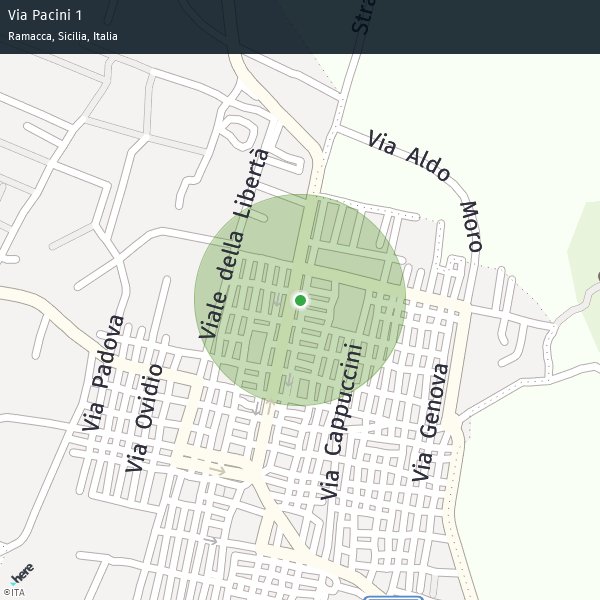 Via Pacini 1
Ramacca, Sicilia, Italia
Stra
Via Aldo Moro
Viale della Libertà
Via Padova
Via Ovidio
Via Cappuccini
Via Genova
here
©ITA